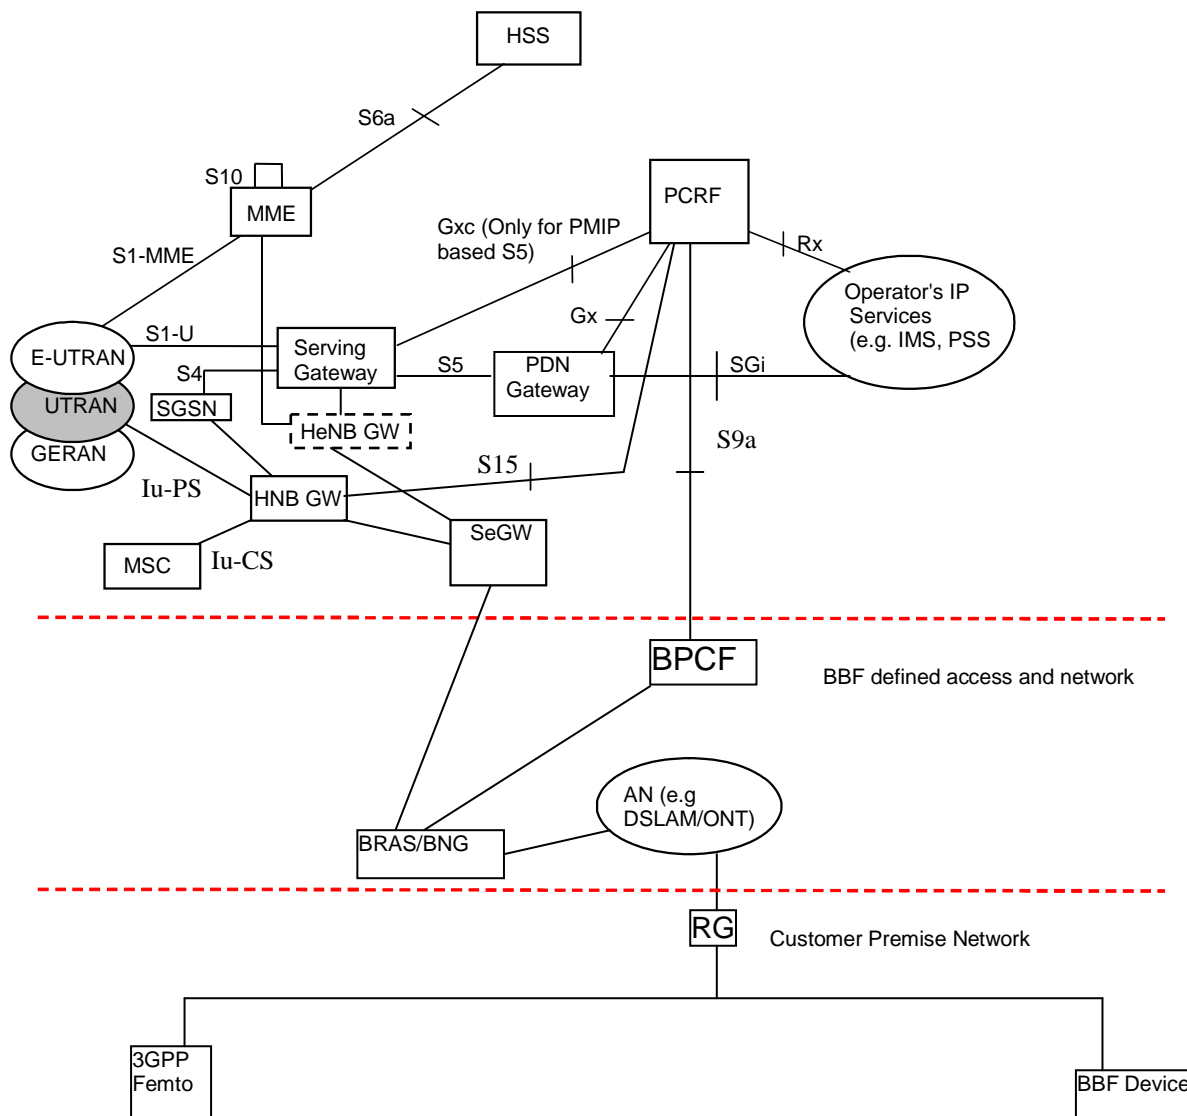 HSS
S6a
S10
MME
PCRF
Gxc (Only for PMIP
based S5)
Rx
S1-MME
Operator's IP
Services
(e.g. IMS, PSS
Gx
S1-U
E-UTRAN
Serving
Gateway
S5
PDN
Gateway
SGi
S4
UTRAN
SGSN
HeNB GW
S9a
GERAN
S15
Iu-PS
HNB GW
SeGW
MSC
Iu-CS
BPCF
BBF defined access and network
AN (e.g
DSLAM/ONT)
BRAS/BNG
RG
Customer Premise Network
3GPP
Femto
BBF Device